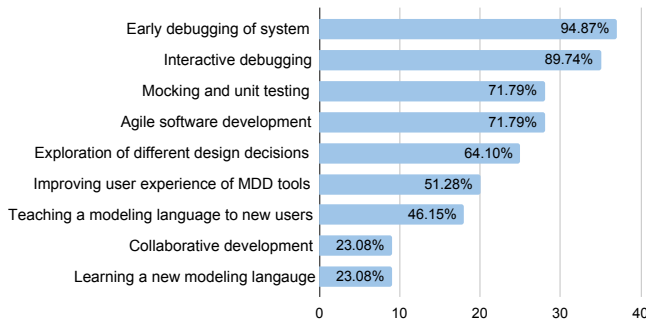 Early debugging of system 94.87%
Interactive debugging 89.74%
Mocking and unit testing 71.79%
Agile software development 71.79%
Exploration of different design decisions 64.10%
Improving user experience of MDD tools 51.28%
Teaching a modeling language to new users 46.15%
Collaborative development 23.08%
Learning a new modeling langauge 23.08%
0 10 20 30 40